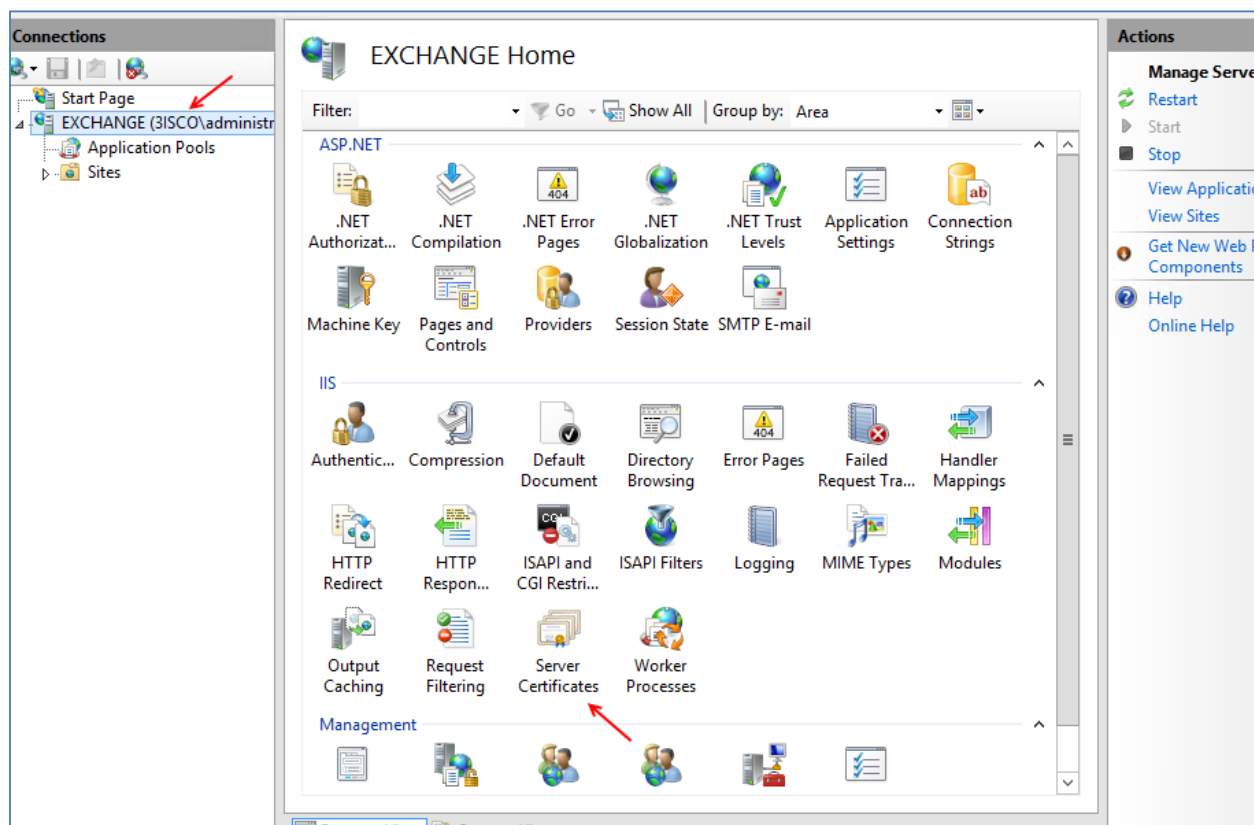 Connections
Start Page
EXCHANGE (3ISCO\administr
Application Pools
Sites
EXCHANGE Home
Filter: Go Show All Group by: Area
ASP.NET
.NET Authorizat...
.NET Compilation
.NET Error Pages
.NET Globalization
.NET Trust Levels
Application Settings
Connection Strings
Machine Key
Pages and Controls
Providers
Session State
SMTP E-mail
IIS
Authentic...
Compression
Default Document
Directory Browsing
Error Pages
Failed Request Tra...
Handler Mappings
HTTP Redirect
HTTP Respon...
ISAPI and CGI Restri...
ISAPI Filters
Logging
MIME Types
Modules
Output Caching
Request Filtering
Server Certificates
Worker Processes
Management
Actions
Manage Serve
Restart
Start
Stop
View Applicatio
View Sites
Get New Web
Components
Help
Online Help